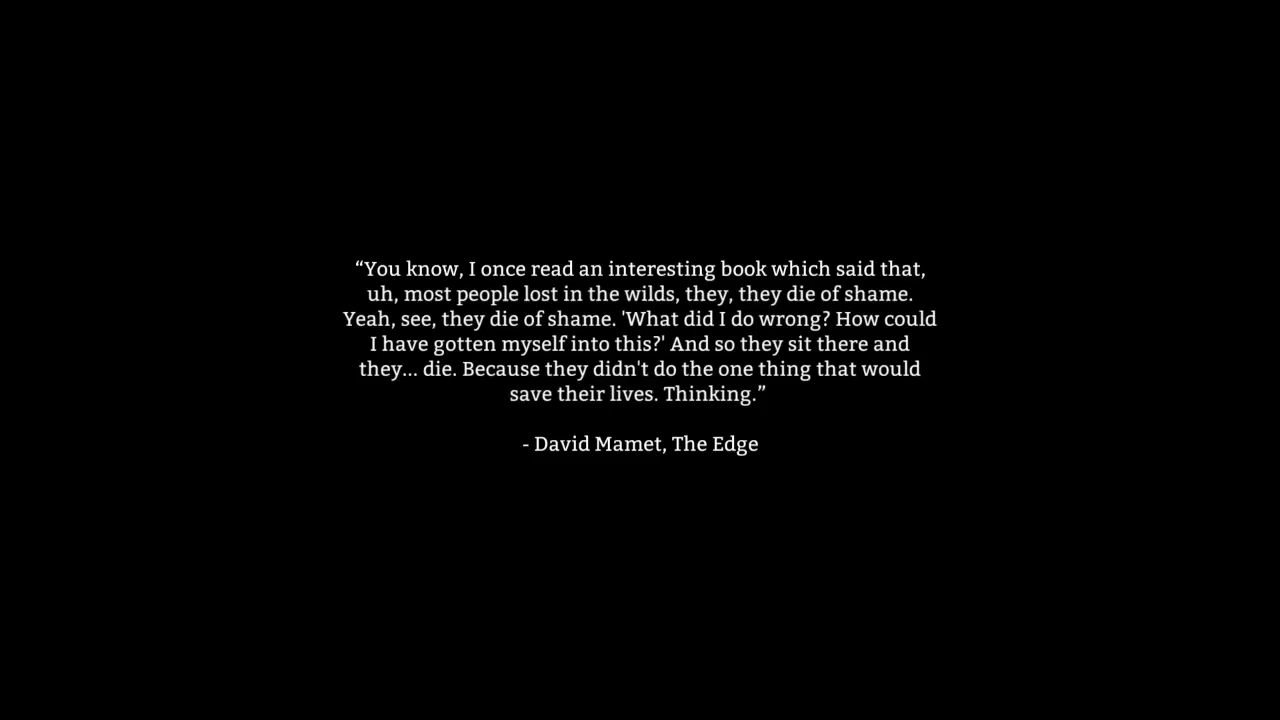 “You know, I once read an interesting book which said that,
uh, most people lost in the wilds, they, they die of shame.
Yeah, see, they die of shame. 'What did I do wrong? How could
I have gotten myself into this?' And so they sit there and
they... die. Because they didn't do the one thing that would
save their lives. Thinking.”
- David Mamet, The Edge